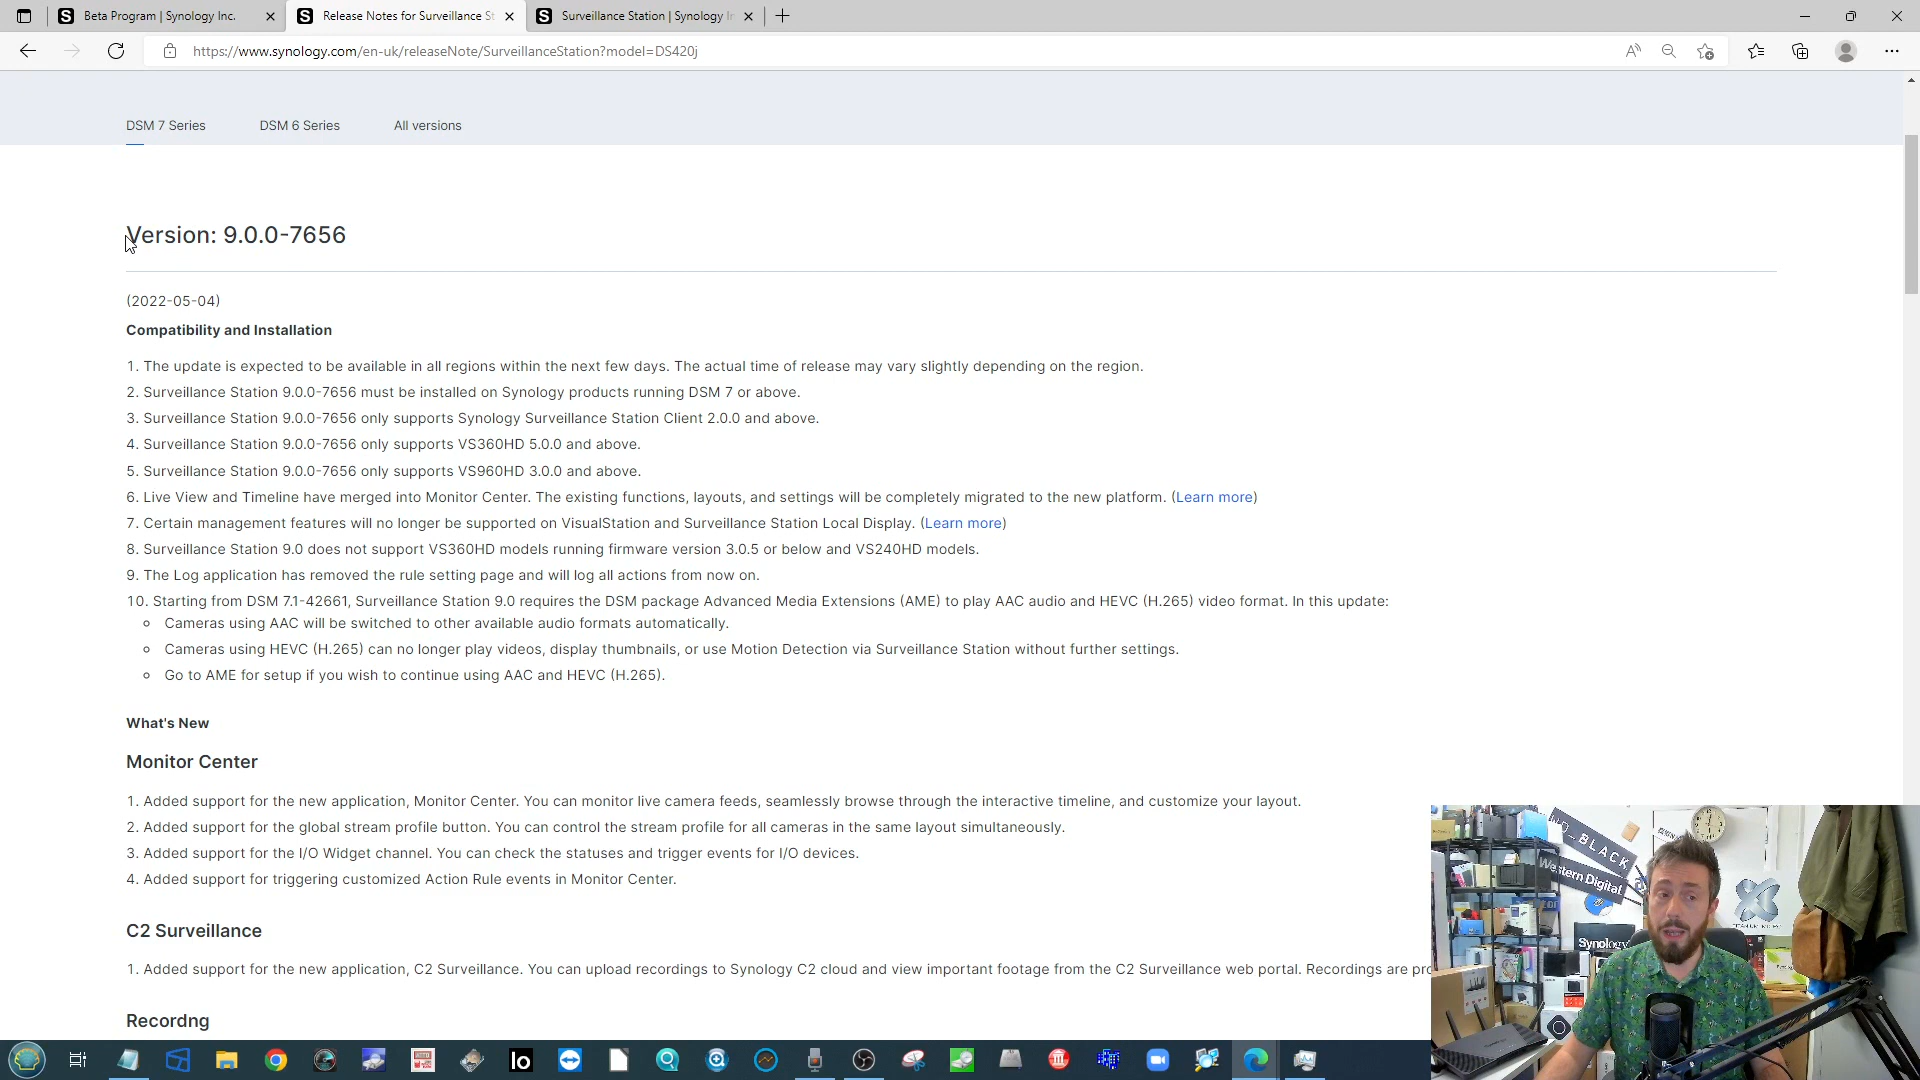 Beta Program | Synology Inc.
Release Notes for Surveillance St
Surveillance Station | Synology In
https://www.synology.com/en-uk/releaseNote/SurveillanceStation?model=DS420j
DSM 7 Series
DSM 6 Series
All versions
Version: 9.0.0-7656
(2022-05-04)
Compatibility and Installation
1. The update is expected to be available in all regions within the next few days. The actual time of release may vary slightly depending on the region.
2. Surveillance Station 9.0.0-7656 must be installed on Synology products running DSM 7 or above.
3. Surveillance Station 9.0.0-7656 only supports Synology Surveillance Station Client 2.0.0 and above.
4. Surveillance Station 9.0.0-7656 only supports VS360HD 5.0.0 and above.
5. Surveillance Station 9.0.0-7656 only supports VS960HD 3.0.0 and above.
6. Live View and Timeline have merged into Monitor Center. The existing functions, layouts, and settings will be completely migrated to the new platform. (Learn more)
7. Certain management features will no longer be supported on VisualStation and Surveillance Station Local Display. (Learn more)
8. Surveillance Station 9.0 does not support VS360HD models running firmware version 3.0.5 or below and VS240HD models.
9. The Log application has removed the rule setting page and will log all actions from now on.
10. Starting from DSM 7.1-42661, Surveillance Station 9.0 requires the DSM package Advanced Media Extensions (AME) to play AAC audio and HEVC (H.265) video format. In this update:
Cameras using AAC will be switched to other available audio formats automatically.
Cameras using HEVC (H.265) can no longer play videos, display thumbnails, or use Motion Detection via Surveillance Station without further settings.
Go to AME for setup if you wish to continue using AAC and HEVC (H.265).
What's New
Monitor Center
1. Added support for the new application, Monitor Center. You can monitor live camera feeds, seamlessly browse through the interactive timeline, and customize your layout.
2. Added support for the global stream profile button. You can control the stream profile for all cameras in the same layout simultaneously.
3. Added support for the I/O Widget channel. You can check the statuses and trigger events for I/O devices.
4. Added support for triggering customized Action Rule events in Monitor Center.
C2 Surveillance
1. Added support for the new application, C2 Surveillance. You can upload recordings to Synology C2 cloud and view important footage from the C2 Surveillance web portal. Recordings are pro
Recordng
BLACK
Western Digital
Synology